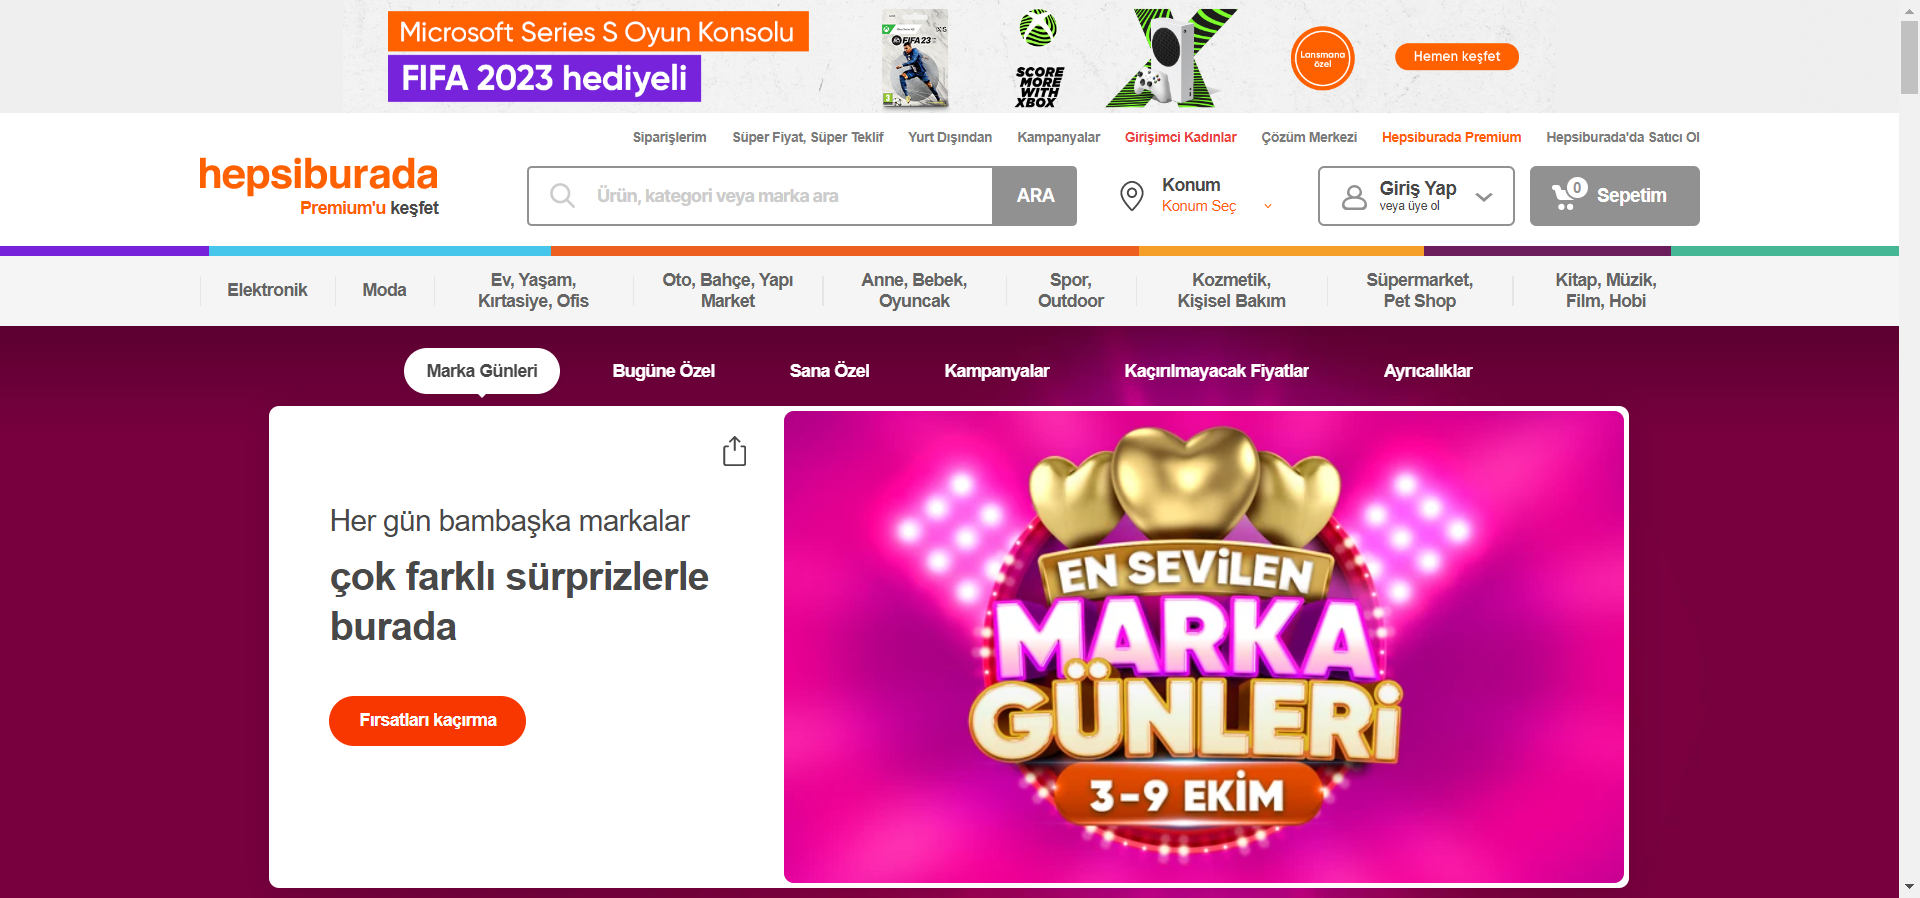 Microsoft Series S Oyun Konsolu
FIFA 2023 hediyeli
FIFA 23
SCORE
MORE
WITH
XBOX
Lansmana
özel
Hemen keşfet
Siparişlerim
Süper Fiyat, Süper Teklif
Yurt Dışından
Kampanyalar
Girişimci Kadınlar
Çözüm Merkezi
Hepsiburada Premium
Hepsiburada'da Satıcı Ol
hepsiburada
Premium'u keşfet
Ürün, kategori veya marka ara
ARA
Konum
Konum Seç
Giriş Yap
veya üye ol
0
Sepetim
Elektronik
Moda
Ev, Yaşam,
Kırtasiye, Ofis
Oto, Bahçe, Yapı
Market
Anne, Bebek,
Oyuncak
Spor,
Outdoor
Kozmetik,
Kişisel Bakım
Süpermarket,
Pet Shop
Kitap, Müzik,
Film, Hobi
Marka Günleri
Bugüne Özel
Sana Özel
Kampanyalar
Kaçırılmayacak Fiyatlar
Ayrıcalıklar
Her gün bambaşka markalar
çok farklı sürprizlerle
burada
Fırsatları kaçırma
EN SEVİLEN
MARKA
GÜNLERİ
3-9 EKİM